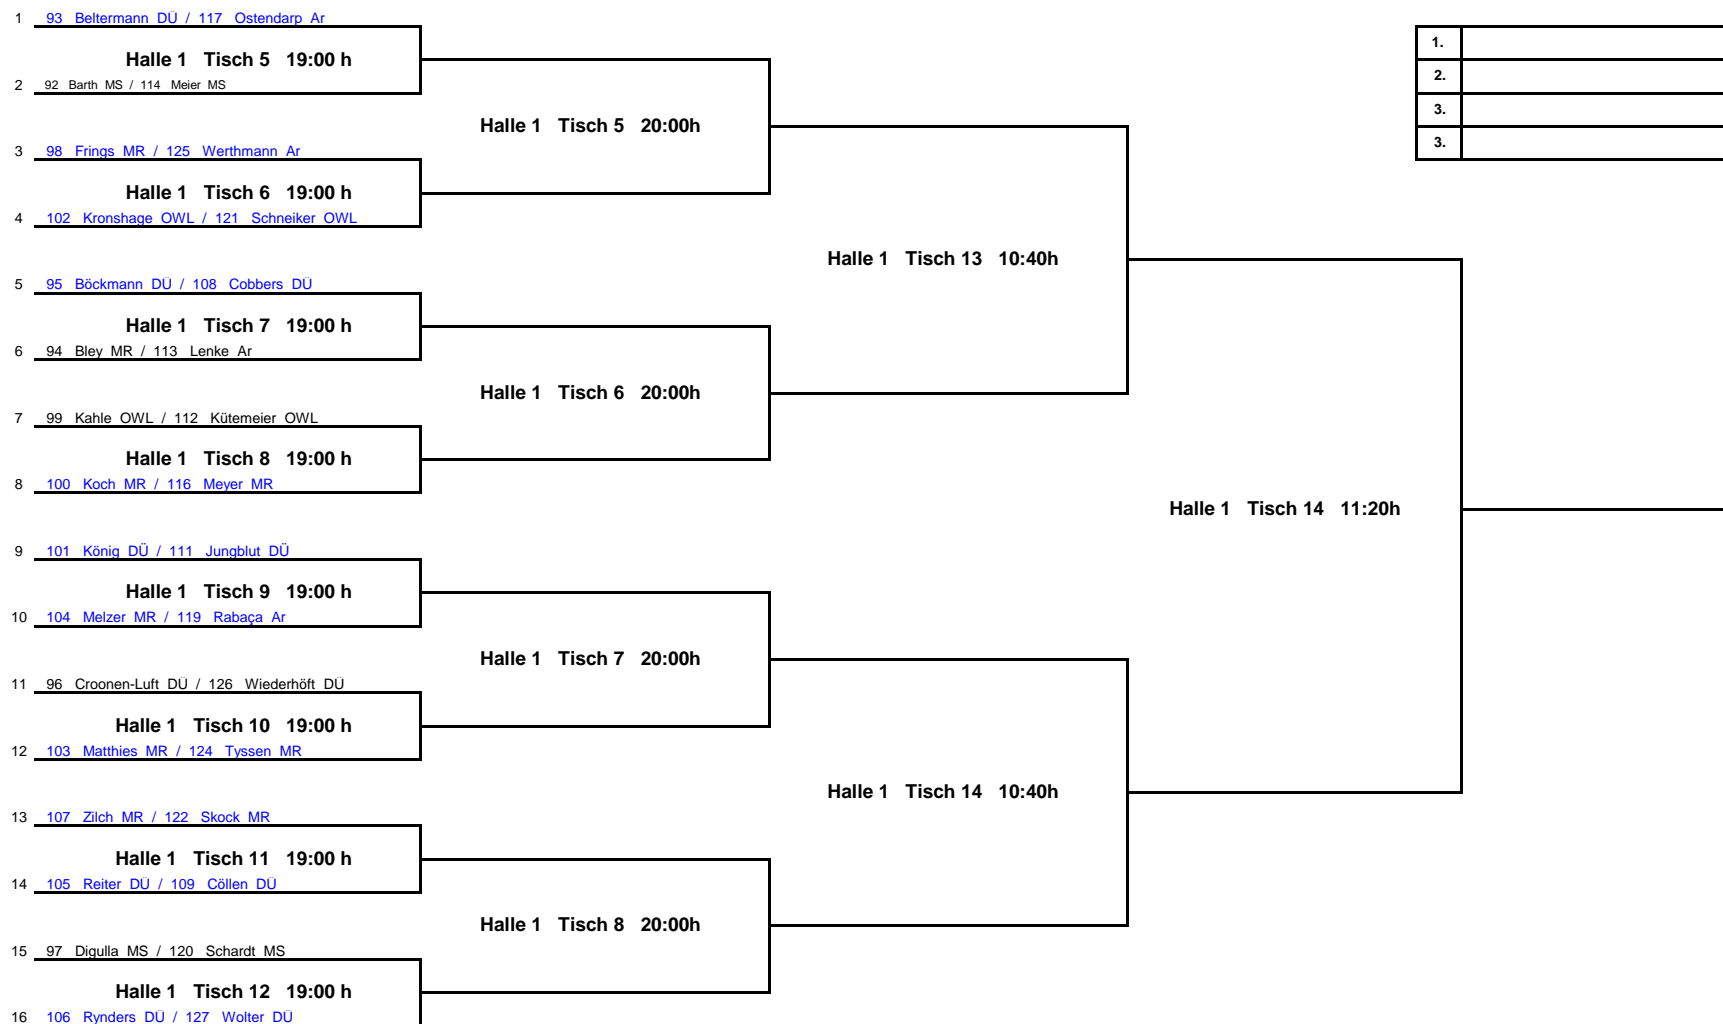 1 93 Beltermann DÜ / 117 Ostendarp Ar
1.
Halle 1 Tisch 5 19:00 h
2.
2 92 Barth MS / 114 Meier MS
3.
Halle 1 Tisch 5 20:00h
3.
3 98 Frings MR / 125 Werthmann Ar
Halle 1 Tisch 6 19:00 h
4 102 Kronshage OWL / 121 Schneiker OWL
Halle 1 Tisch 13 10:40h
5 95 Böckmann DÜ / 108 Cobbers DÜ
Halle 1 Tisch 7 19:00 h
6 94 Bley MR / 113 Lenke Ar
Halle 1 Tisch 6 20:00h
7 99 Kahle OWL / 112 Kütemeier OWL
Halle 1 Tisch 8 19:00 h
8 100 Koch MR / 116 Meyer MR
Halle 1 Tisch 14 11:20h
9 101 König DÜ / 111 Jungblut DÜ
Halle 1 Tisch 9 19:00 h
10 104 Melzer MR / 119 Rabaça Ar
Halle 1 Tisch 7 20:00h
11 96 Croonen-Luft DÜ / 126 Wiederhöft DÜ
Halle 1 Tisch 10 19:00 h
12 103 Matthies MR / 124 Tyssen MR
Halle 1 Tisch 14 10:40h
13 107 Zilch MR / 122 Skock MR
Halle 1 Tisch 11 19:00 h
14 105 Reiter DÜ / 109 Cöllen DÜ
Halle 1 Tisch 8 20:00h
15 97 Digulla MS / 120 Schardt MS
Halle 1 Tisch 12 19:00 h
16 106 Rynders DÜ / 127 Wolter DÜ